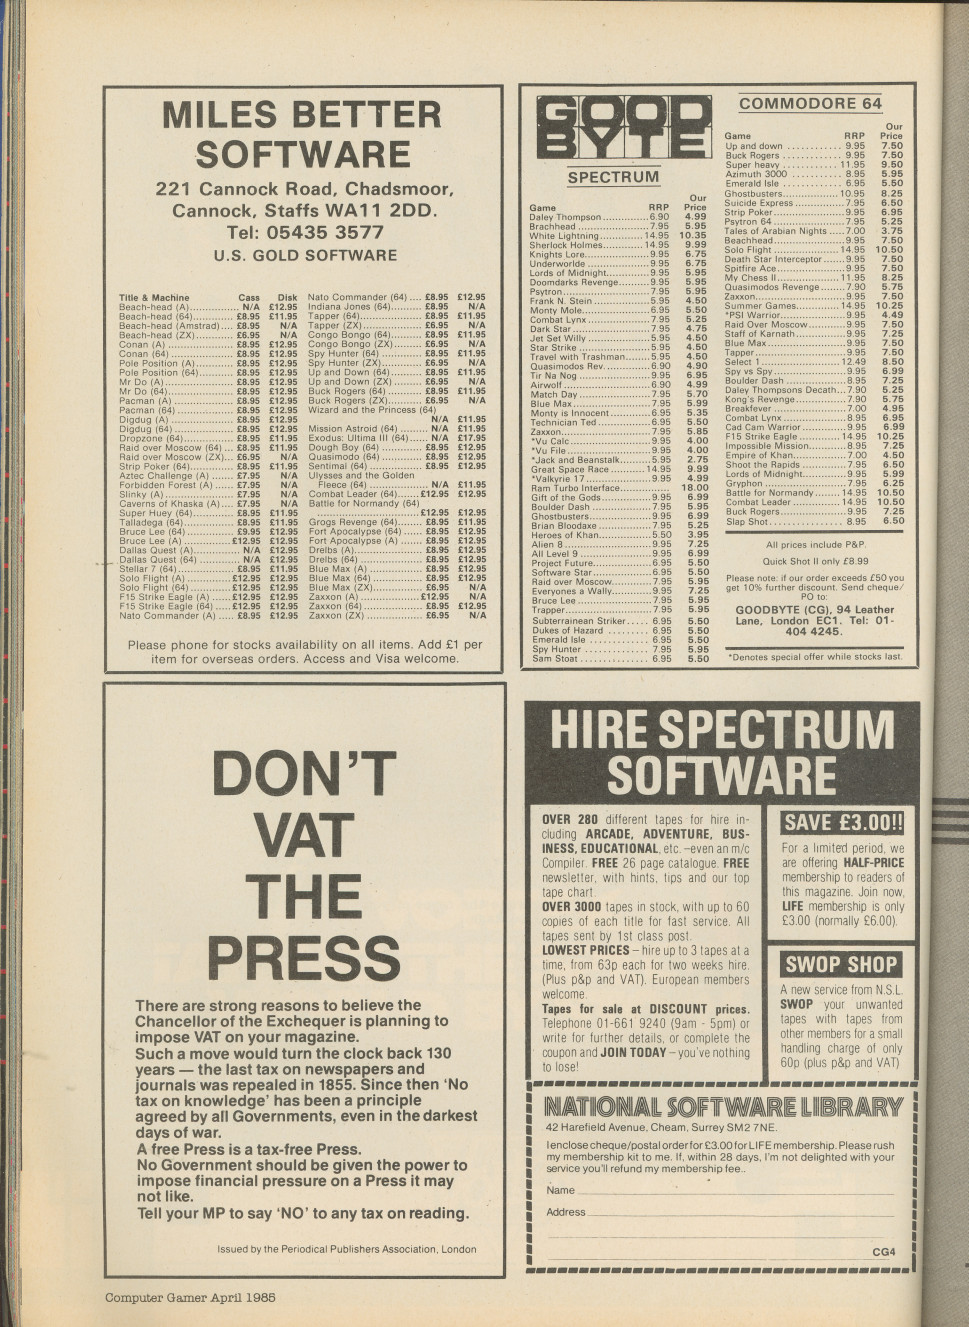 MILES BETTER
SOFTWARE
221 Cannock Road, Chadsmoor,
Cannock, Staffs WA11 2DD.
Tel: 05435 3577
U.S. GOLD SOFTWARE
Title & Machine Cass Disk
Beach-head (A) N/A £12.95
Beach-head (64) £8.95 £11.95
Beach-head (Amstrad) £8.95 N/A
Beach-head (ZX) £6.95 N/A
Conan (A) £8.95 £12.95
Conan (64) £8.95 £12.95
Pole Position (A) £8.95 £12.95
Pole Position (64) £8.95 £12.95
Mr Do (A) £8.95 £12.95
Mr Do (64) £8.95 £12.95
Pacman (A) £8.95 £12.95
Pacman (64) £8.95 £12.95
Digdug (A) £8.95 £12.95
Digdug (64) £8.95 £12.95
Dropzone (64) £8.95 £11.95
Raid over Moscow (64) £8.95 £11.95
Raid over Moscow (ZX) £6.95 N/A
Strip Poker (64) £8.95 £11.95
Aztec Challenge (A) £7.95 N/A
Forbidden Forest (A) £7.95 N/A
Slinky (A) £7.95 N/A
Caverns of Khaska (A) £7.95 N/A
Super Huey (64) £8.95 £11.95
Talladega (64) £8.95 £11.95
Bruce Lee (64) £9.95 £12.95
Bruce Lee (A) £12.95 £12.95
Dallas Quest (A) N/A £12.95
Dallas Quest (64) N/A £12.95
Stellar 7 (64) £8.95 £11.95
Solo Flight (A) £12.95 £12.95
Solo Flight (64) £12.95 £12.95
F15 Strike Eagle (A) £12.95 £12.95
F15 Strike Eagle (64) £12.95 £12.95
Nato Commander (A) £8.95 £12.95
Nato Commander (64) £8.95 £12.95
Indiana Jones (64) £8.95 N/A
Tapper (64) £8.95 £11.95
Tapper (ZX) £6.95 N/A
Congo Bongo (64) £8.95 £11.95
Congo Bongo (ZX) £6.95 N/A
Spy Hunter (64) £8.95 £11.95
Spy Hunter (ZX) £6.95 N/A
Up and Down (64) £8.95 £11.95
Up and Down (ZX) £6.95 N/A
Buck Rogers (64) £8.95 £11.95
Buck Rogers (ZX) £6.95 N/A
Wizard and the Princess (64)
N/A £11.95
Mission Astroid (64) N/A £11.95
Exodus: Ultima III (64) N/A £17.95
Dough Boy (64) £8.95 £12.95
Quasimodo (64) £8.95 £12.95
Sentimal (64) £8.95 £12.95
Ulysses and the Golden
Fleece (64) N/A £11.95
Combat Leader (64) £12.95 £12.95
Battle for Normandy (64)
£12.95 £12.95
Grogs Revenge (64) £8.95 £11.95
Fort Apocalypse (64) £8.95 £12.95
Fort Apocalypse (A) £8.95 £12.95
Drelbs (A) £8.95 £12.95
Drelbs (64) £8.95 £12.95
Blue Max (A) £8.95 £12.95
Blue Max (64) £8.95 £12.95
Blue Max (ZX) £6.95 N/A
Zaxxon (A) £12.95 N/A
Zaxxon (64) £8.95 £12.95
Zaxxon (ZX) £6.95 N/A
Please phone for stocks availability on all items. Add £1 per
item for overseas orders. Access and Visa welcome.
GOOD
BYTE
SPECTRUM
Our
Game RRP Price
Daley Thompson 6.90 4.99
Brachhead 7.95 5.95
White Lightning 14.95 10.35
Sherlock Holmes 14.95 9.99
Knights Lore 9.95 6.75
Underworlde 9.95 6.75
Lords of Midnight 9.95 5.95
Doomdarks Revenge 9.95 5.95
Psytron 7.95 5.95
Frank N. Stein 5.95 4.50
Monty Mole 6.95 5.50
Combat Lynx 7.95 5.25
Dark Star 7.95 4.75
Jet Set Willy 5.95 4.50
Star Strike 5.95 4.50
Travel with Trashman 5.95 4.50
Quasimodos Rev. 6.90 4.90
Tir Na Nog 9.95 6.95
Airwolf 6.90 4.99
Match Day 7.95 5.70
Blue Max 7.95 5.99
Monty is Innocent 6.95 5.35
Technician Ted 6.95 5.50
Zaxxon 7.95 5.85
*Vu Calc 9.95 4.00
*Vu File 9.95 4.00
*Jack and Beanstalk 5.95 2.75
Great Space Race 14.95 9.99
*Valkyrie 17 9.95 4.99
Ram Turbo Interface 18.00
Gift of the Gods 9.95 6.99
Boulder Dash 7.95 5.95
Ghostbusters 9.95 6.99
Brian Bloodaxe 7.95 5.25
Heroes of Khan 5.50 3.95
Alien 8 9.95 7.25
All Level 9 9.95 6.99
Project Future 6.95 5.50
Software Star 6.95 5.50
Raid over Moscow 7.95 5.95
Everyones a Wally 9.95 7.25
Bruce Lee 7.95 5.95
Trapper 7.95 5.95
Subterranean Striker 6.95 5.50
Dukes of Hazard 6.95 5.50
Emerald Isle 6.95 5.50
Spy Hunter 7.95 5.95
Sam Stoat 6.95 5.50
COMMODORE 64
Our
Game RRP Price
Up and down 9.95 7.50
Buck Rogers 9.95 7.50
Super heavy 11.95 9.50
Azimuth 3000 8.95 5.95
Emerald Isle 6.95 5.50
Ghostbusters 10.95 8.25
Suicide Express 7.95 6.50
Strip Poker 9.95 6.95
Psytron 64 7.95 5.25
Tales of Arabian Nights 7.00 3.75
Beachhead 9.95 7.50
Solo Flight 14.95 10.50
Death Star Interceptor 9.95 7.50
Spitfire Ace 9.95 7.50
My Chess II 11.95 8.25
Quasimodos Revenge 7.90 5.75
Zaxxon 9.95 7.50
Summer Games 14.95 10.25
*PSI Warrior 9.95 4.49
Raid Over Moscow 9.95 7.50
Staff of Karnath 9.95 7.25
Blue Max 9.95 7.50
Tapper 9.95 7.50
Select 1 12.49 8.50
Spy vs Spy 9.95 6.99
Boulder Dash 8.95 7.25
Daley Thompsons Decath 7.90 5.25
Kong's Revenge 7.90 5.75
Breakfever 7.00 4.95
Combat Lynx 8.95 6.95
Cad Cam Warrior 9.95 6.99
F15 Strike Eagle 14.95 10.25
Impossible Mission 8.95 7.25
Empire of Khan 7.00 4.50
Shoot the Rapids 7.95 6.50
Lords of Midnight 9.95 5.99
Gryphon 7.95 6.25
Battle for Normandy 14.95 10.50
Combat Leader 14.95 10.50
Buck Rogers 9.95 7.25
Slap Shot 8.95 6.50
All prices include P&P.
Quick Shot II only £8.99
Please note: if our order exceeds £50 you
get 10% further discount. Send cheque/
PO to:
GOODBYTE (CG), 94 Leather
Lane, London EC1. Tel: 01-
404 4245.
*Denotes special offer while stocks last.
DON'T
VAT
THE
PRESS
There are strong reasons to believe the
Chancellor of the Exchequer is planning to
impose VAT on your magazine.
Such a move would turn the clock back 130
years — the last tax on newspapers and
journals was repealed in 1855. Since then 'No
tax on knowledge' has been a principle
agreed by all Governments, even in the darkest
days of war.
A free Press is a tax-free Press.
No Government should be given the power to
impose financial pressure on a Press it may
not like.
Tell your MP to say 'NO' to any tax on reading.
Issued by the Periodical Publishers Association, London
HIRE SPECTRUM
SOFTWARE
OVER 280 different tapes for hire in-
cluding ARCADE, ADVENTURE, BUS-
INESS, EDUCATIONAL, etc. –even an m/c
Compiler. FREE 26 page catalogue. FREE
newsletter, with hints, tips and our top
tape chart
OVER 3000 tapes in stock, with up to 60
copies of each title for fast service. All
tapes sent by 1st class post.
LOWEST PRICES – hire up to 3 tapes at a
time, from 63p each for two weeks hire.
(Plus p&p and VAT). European members
welcome.
Tapes for sale at DISCOUNT prices.
Telephone 01-661 9240 (9am - 5pm) or
write for further details, or complete the
coupon and JOIN TODAY – you've nothing
to lose!
SAVE £3.00!!
For a limited period, we
are offering HALF-PRICE
membership to readers of
this magazine. Join now,
LIFE membership is only
£3.00 (normally £6.00).
SWOP SHOP
A new service from N.S.L.
SWOP your unwanted
tapes with tapes from
other members for a small
handling charge of only
60p (plus p&p and VAT)
NATIONAL SOFTWARE LIBRARY
42 Harefield Avenue, Cheam, Surrey SM2 7NE.
I enclose cheque/postal order for £3.00 for LIFE membership. Please rush
my membership kit to me. If, within 28 days, I'm not delighted with your
service you'll refund my membership fee..
Name
Address
CG4
Computer Gamer April 1985